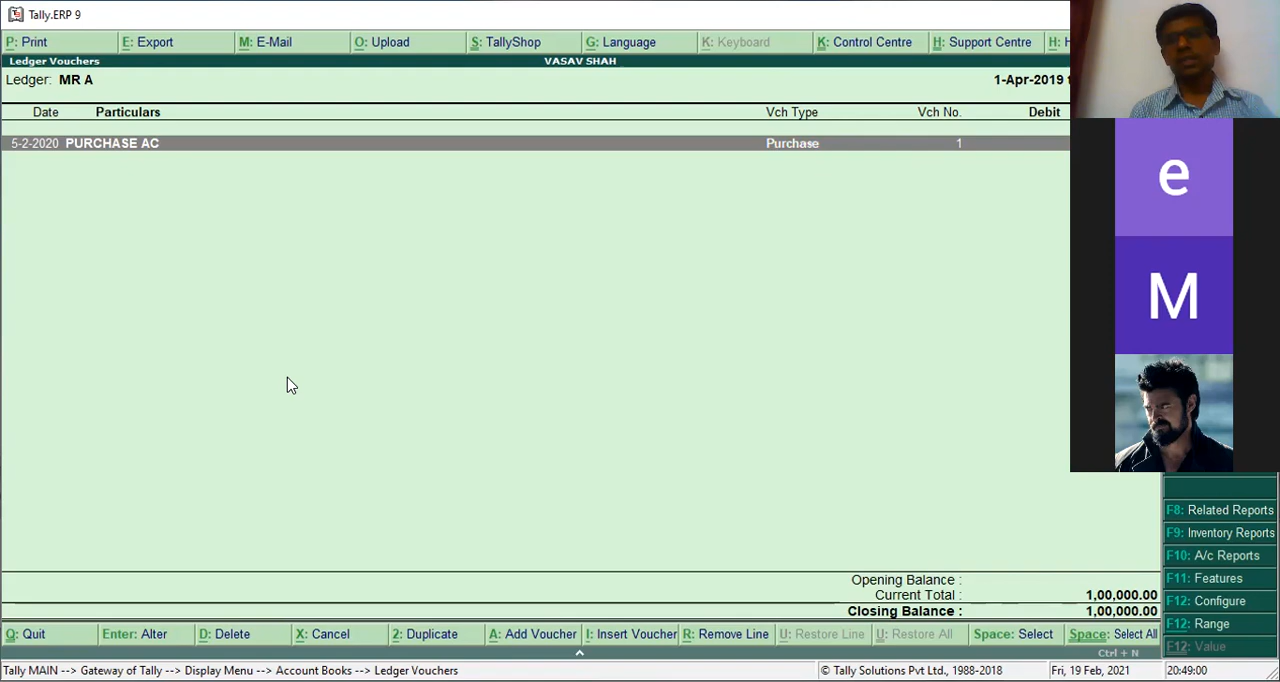 Tally.ERP 9
P: Print E: Export M: E-Mail O: Upload S: TallyShop G: Language K: Keyboard K: Control Centre H: Support Centre H:
Ledger Vouchers VASAV SHAH
Ledger: MR A 1-Apr-2019
Date Particulars Vch Type Vch No. Debit
5-2-2020 PURCHASE AC Purchase 1
e
M
F8: Related Reports
F9: Inventory Reports
F10: A/c Reports
F11: Features
F12: Configure
F12: Range
F12: Value
Opening Balance :
Current Total : 1,00,000.00
Closing Balance : 1,00,000.00
Q: Quit Enter: Alter D: Delete X: Cancel 2: Duplicate A: Add Voucher I: Insert Voucher R: Remove Line U: Restore Line U: Restore All Space: Select Space: Select All
Ctrl + N
Tally MAIN --> Gateway of Tally --> Display Menu --> Account Books --> Ledger Vouchers © Tally Solutions Pvt Ltd., 1988-2018 Fri, 19 Feb, 2021 20:49:00